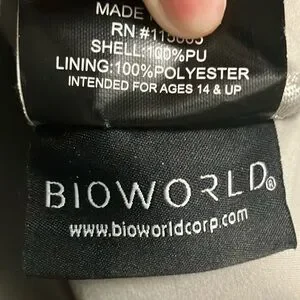 MADE
RN #
SHELL:100%PU
LINING:100%POLYESTER
INTENDED FOR AGES 14 & UP
BIOWORLD®
www.bioworldcorp.com